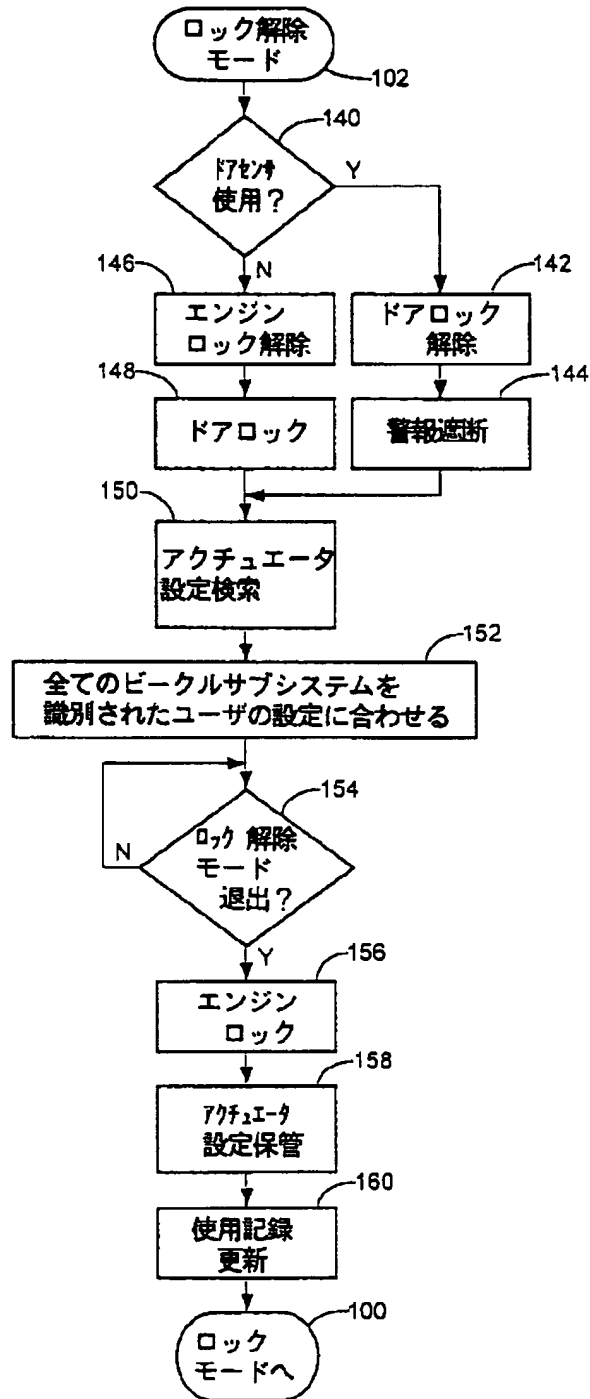 ロック解除
モード
102
140
ドアセンサ
使用?
Y
N
146
エンジン
ロック解除
142
ドアロック
解除
148
ドアロック
144
警報遮断
150
アクチュエータ
設定検索
152
全てのビークルサブシステムを
識別されたユーザの設定に合わせる
154
ロック 解除
モード
退出?
N
Y
156
エンジン
ロック
158
アクチュエータ
設定保管
160
使用記録
更新
100
ロック
モードへ